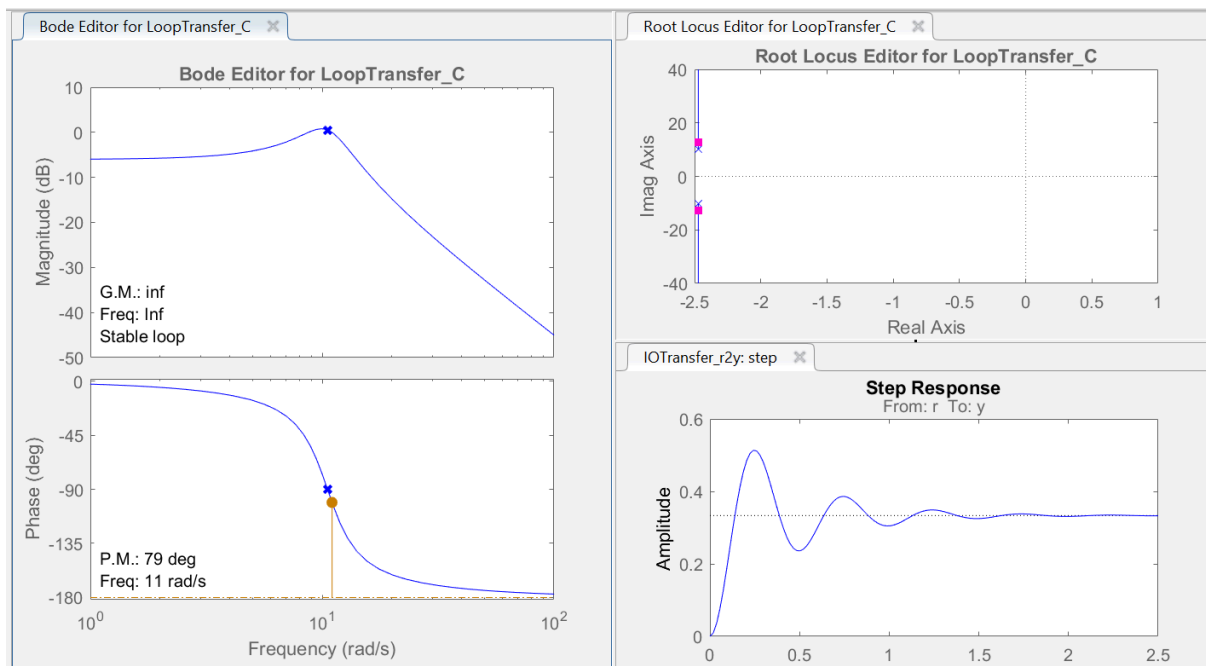 Bode Editor for LoopTransfer_C
Bode Editor for LoopTransfer_C
10
0
-10
-20
-30
-40
-50
Magnitude (dB)
G.M.: inf
Freq: Inf
Stable loop
0
-45
-90
-135
-180
Phase (deg)
P.M.: 79 deg
Freq: 11 rad/s
10^0
10^1
10^2
Frequency (rad/s)
Root Locus Editor for LoopTransfer_C
Root Locus Editor for LoopTransfer_C
40
20
0
-20
-40
Imag Axis
-2.5
-2
-1.5
-1
-0.5
0
0.5
1
Real Axis
IOTransfer_r2y: step
Step Response
From: r To: y
0.6
0.4
0.2
0
Amplitude
0
0.5
1
1.5
2
2.5